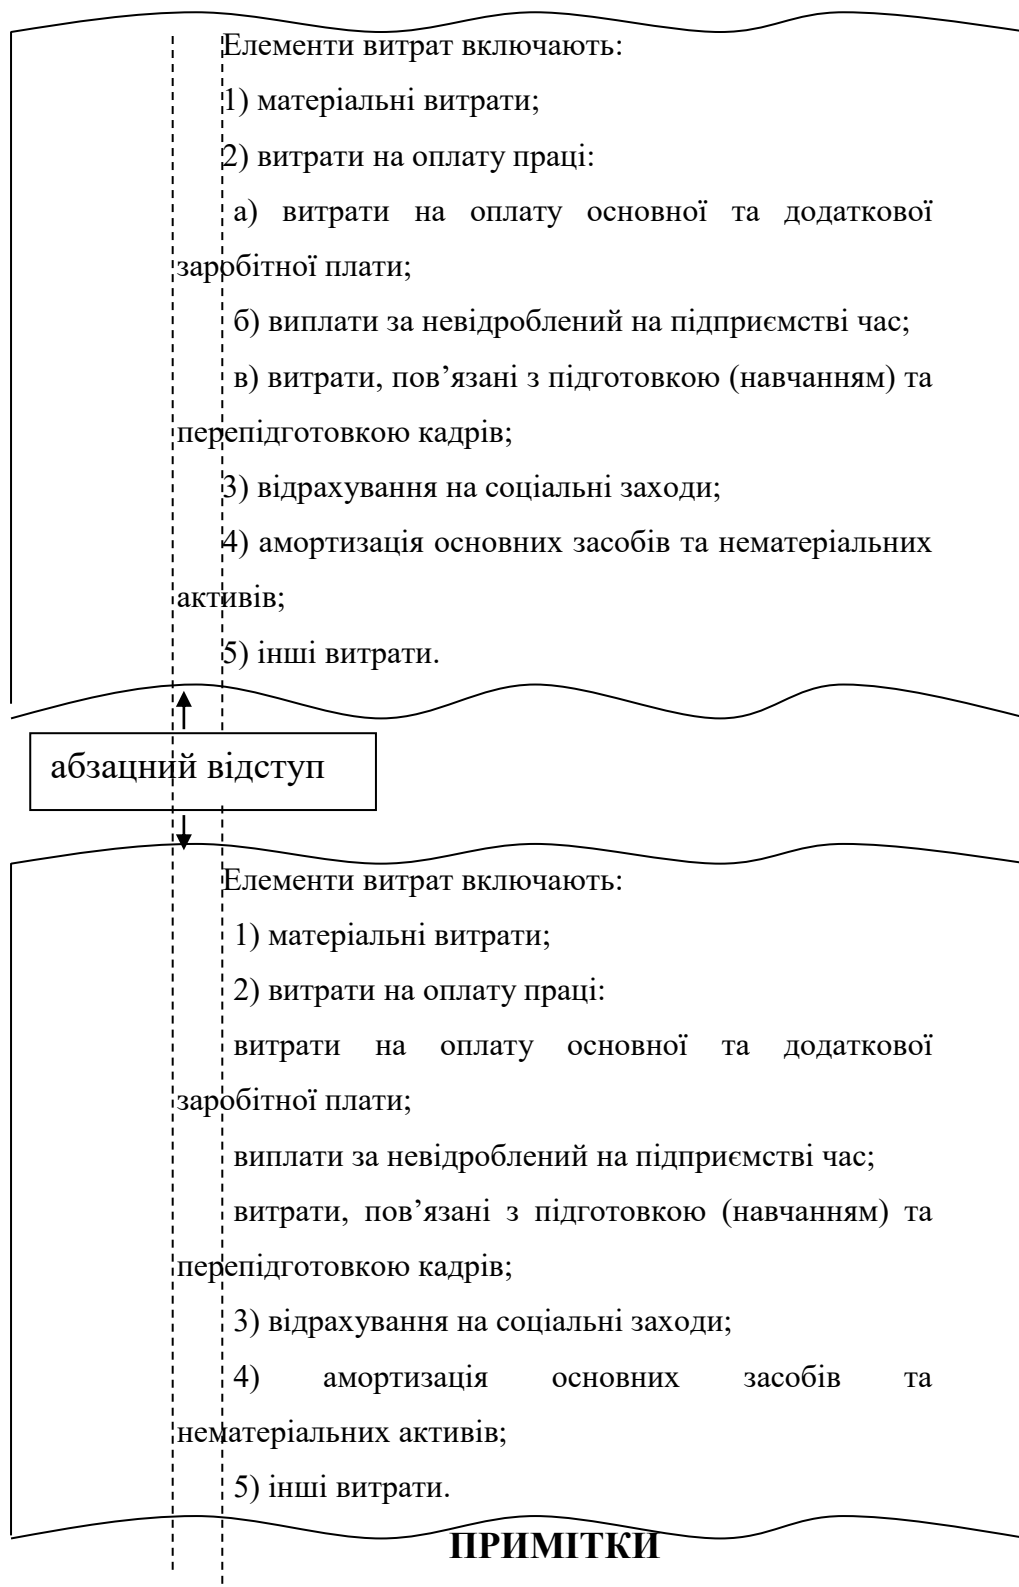 Елементи витрат включають:
1) матеріальні витрати;
2) витрати на оплату праці:
а) витрати на оплату основної та додаткової
заробітної плати;
б) виплати за невідроблений на підприємстві час;
в) витрати, пов’язані з підготовкою (навчанням) та
перепідготовкою кадрів;
3) відрахування на соціальні заходи;
4) амортизація основних засобів та нематеріальних
активів;
5) інші витрати.
абзацний відступ
Елементи витрат включають:
1) матеріальні витрати;
2) витрати на оплату праці:
витрати на оплату основної та додаткової
заробітної плати;
виплати за невідроблений на підприємстві час;
витрати, пов’язані з підготовкою (навчанням) та
перепідготовкою кадрів;
3) відрахування на соціальні заходи;
4) амортизація основних засобів та
нематеріальних активів;
5) інші витрати.
ПРИМІТКИ